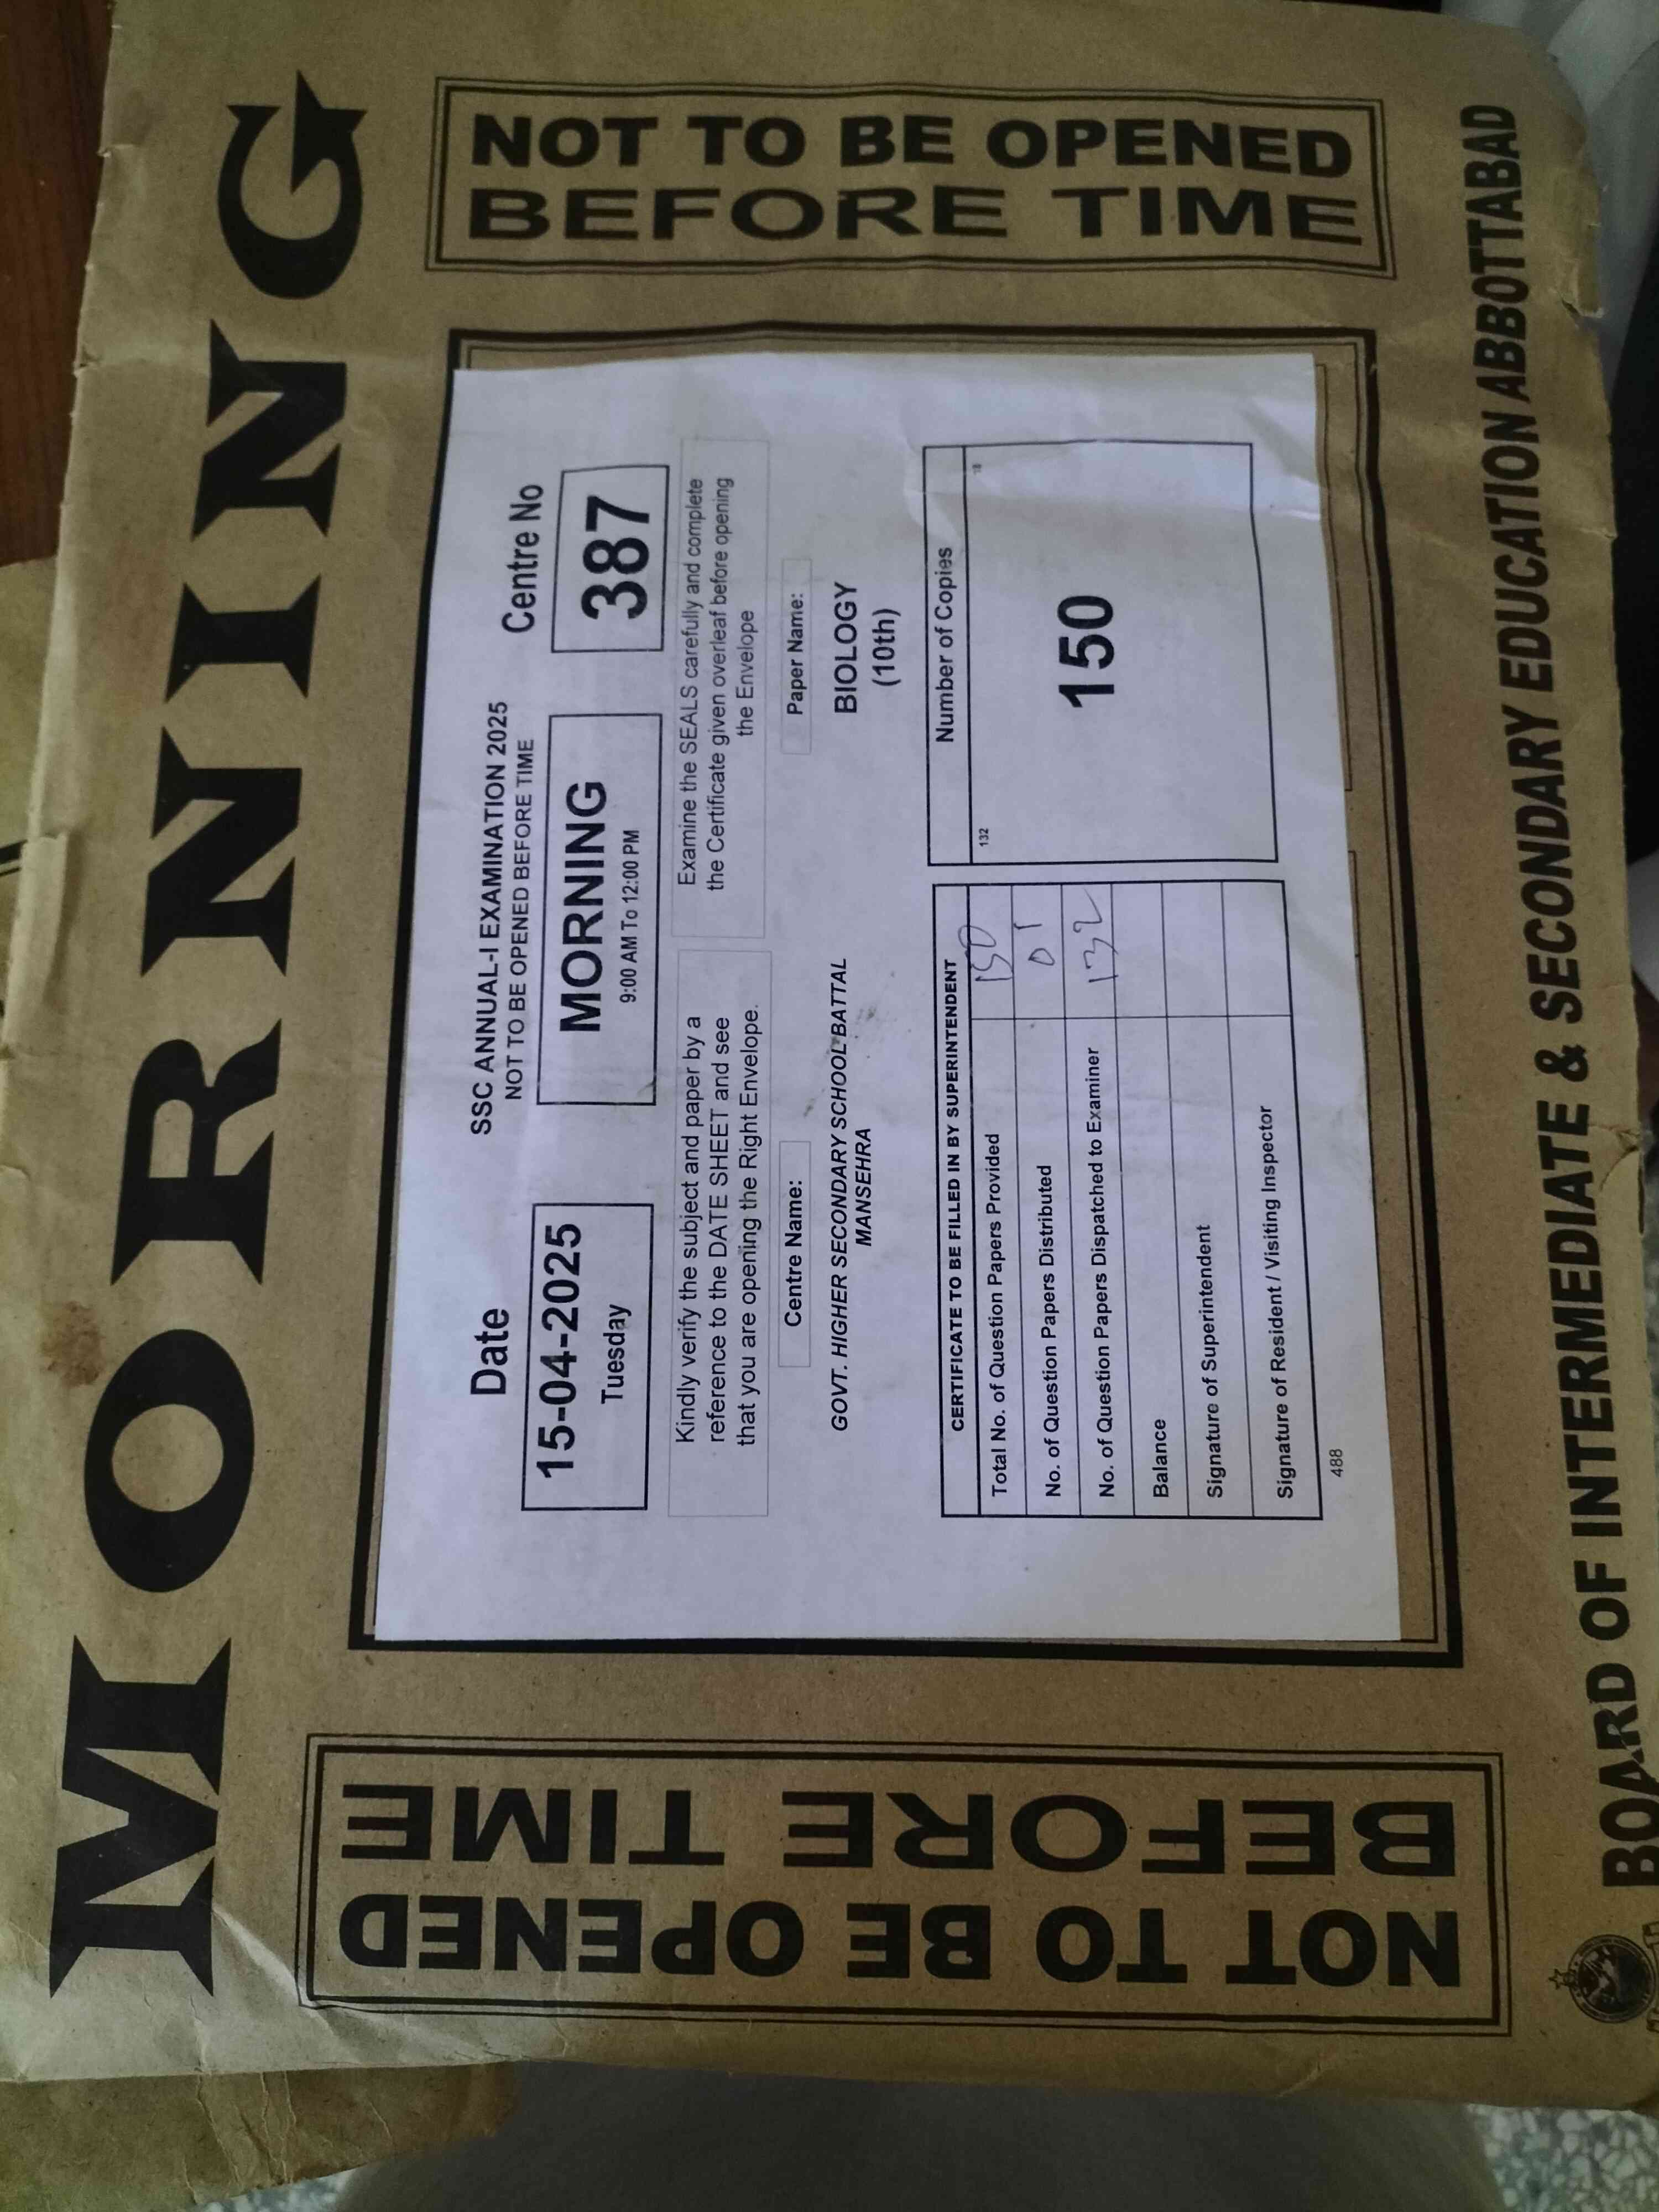 MORNING
NOT TO BE OPENED
BEFORE TIME
SSC ANNUAL-I EXAMINATION 2025
NOT TO BE OPENED BEFORE TIME
Date
Centre No
15-04-2025
Tuesday
MORNING
9:00 AM To 12:00 PM
387
Kindly verify the subject and paper by a
reference to the DATE SHEET and see
that you are opening the Right Envelope.
Examine the SEALS carefully and complete
the Certificate given overleaf before opening
the Envelope
Centre Name:
Paper Name:
GOVT. HIGHER SECONDARY SCHOOL BATTAL
MANSEHRA
BIOLOGY
(10th)
CERTIFICATE TO BE FILLED IN BY SUPERINTENDENT
Total No. of Question Papers Provided 150
No. of Question Papers Distributed
No. of Question Papers Dispatched to Examiner 132
Balance
Signature of Superintendent
Signature of Resident / Visiting Inspector
Number of Copies
132 18
150
488
NOT TO BE OPENED
BEFORE TIME
BOARD OF INTERMEDIATE & SECONDARY EDUCATION ABBOTTABAD